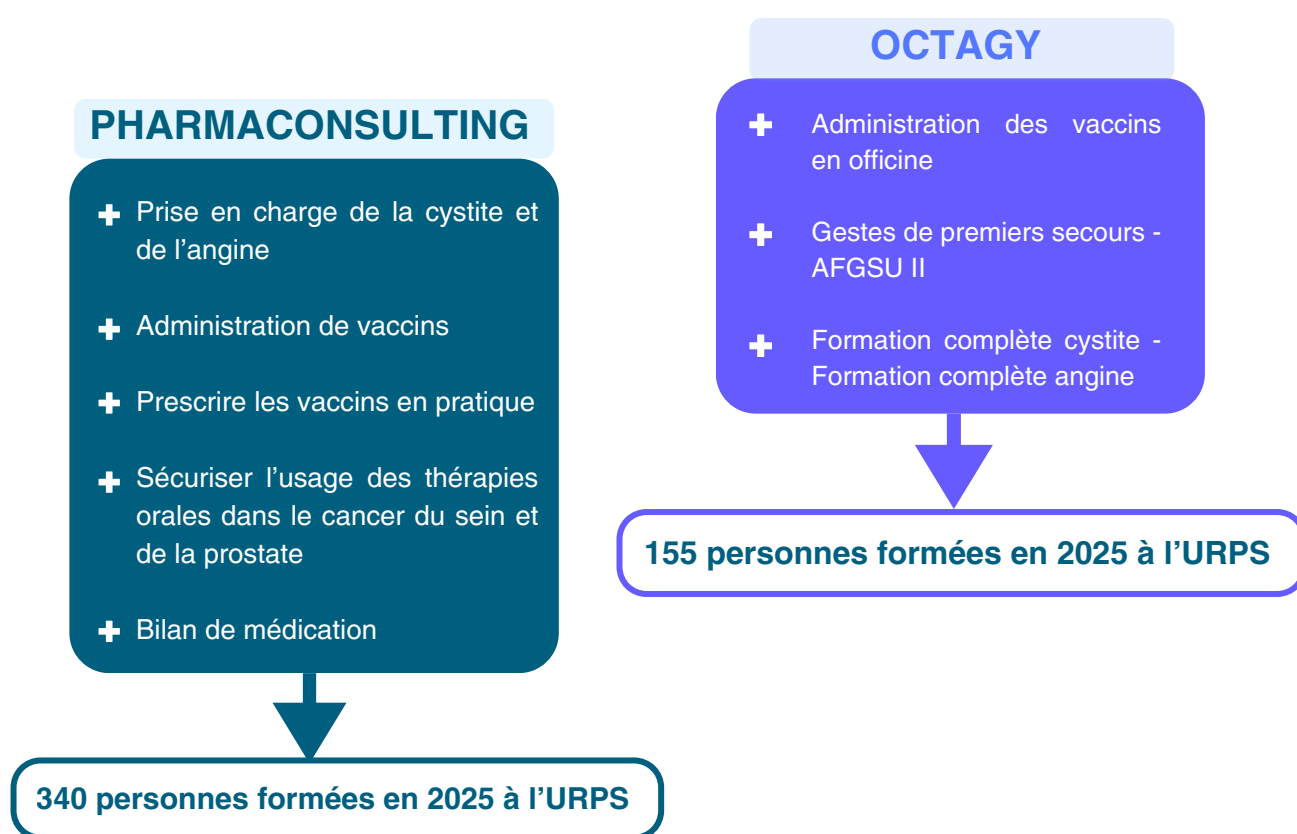 PHARMACONSULTING
Prise en charge de la cystite et
de l’angine
Administration de vaccins
Prescrire les vaccins en pratique
Sécuriser l’usage des thérapies
orales dans le cancer du sein et
de la prostate
Bilan de médication
340 personnes formées en 2025 à l’URPS
OCTAGY
Administration des vaccins
en officine
Gestes de premiers secours -
AFGSU II
Formation complète cystite -
Formation complète angine
155 personnes formées en 2025 à l’URPS